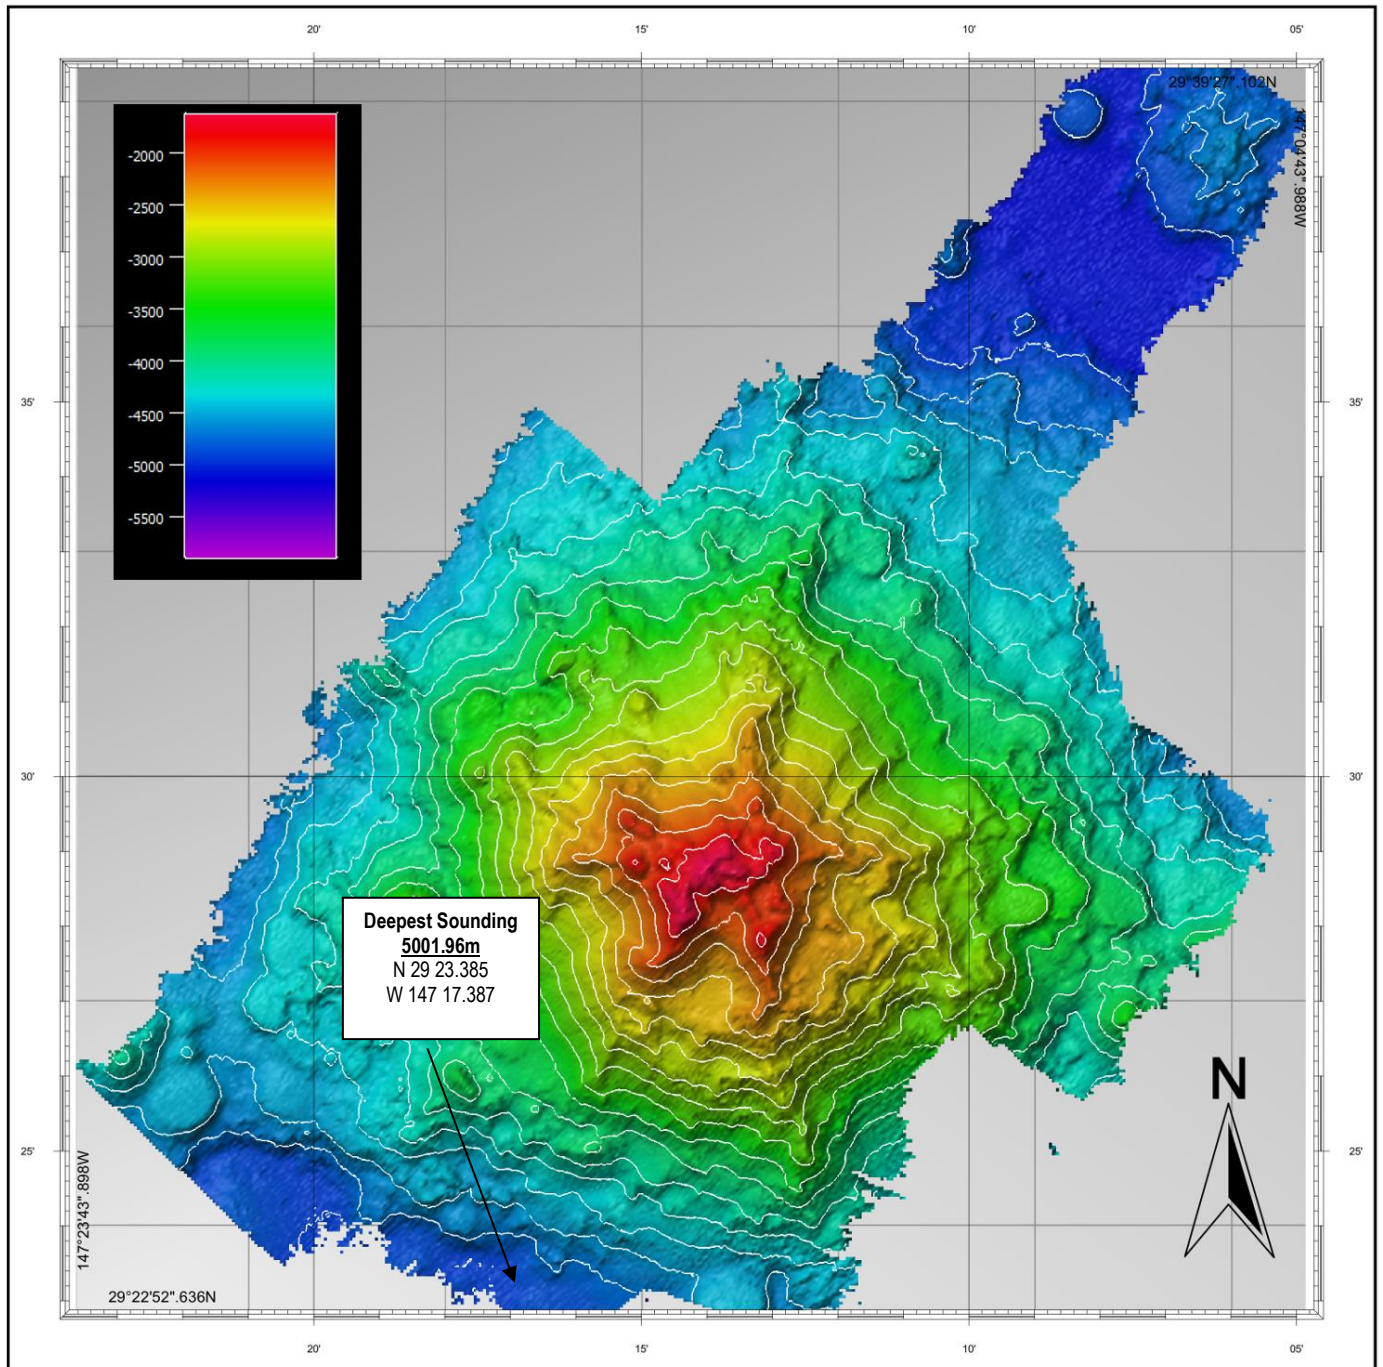 20'
15'
10'
05'
29°39'27".102N
147°04'43".988W
-2000
-2500
-3000
-3500
-4000
-4500
-5000
-5500
35'
35'
30'
30'
Deepest Sounding
5001.96m
N 29 23.385
W 147 17.387
N
25'
25'
147°23'43".898W
29°22'52".636N
20'
15'
10'
05'